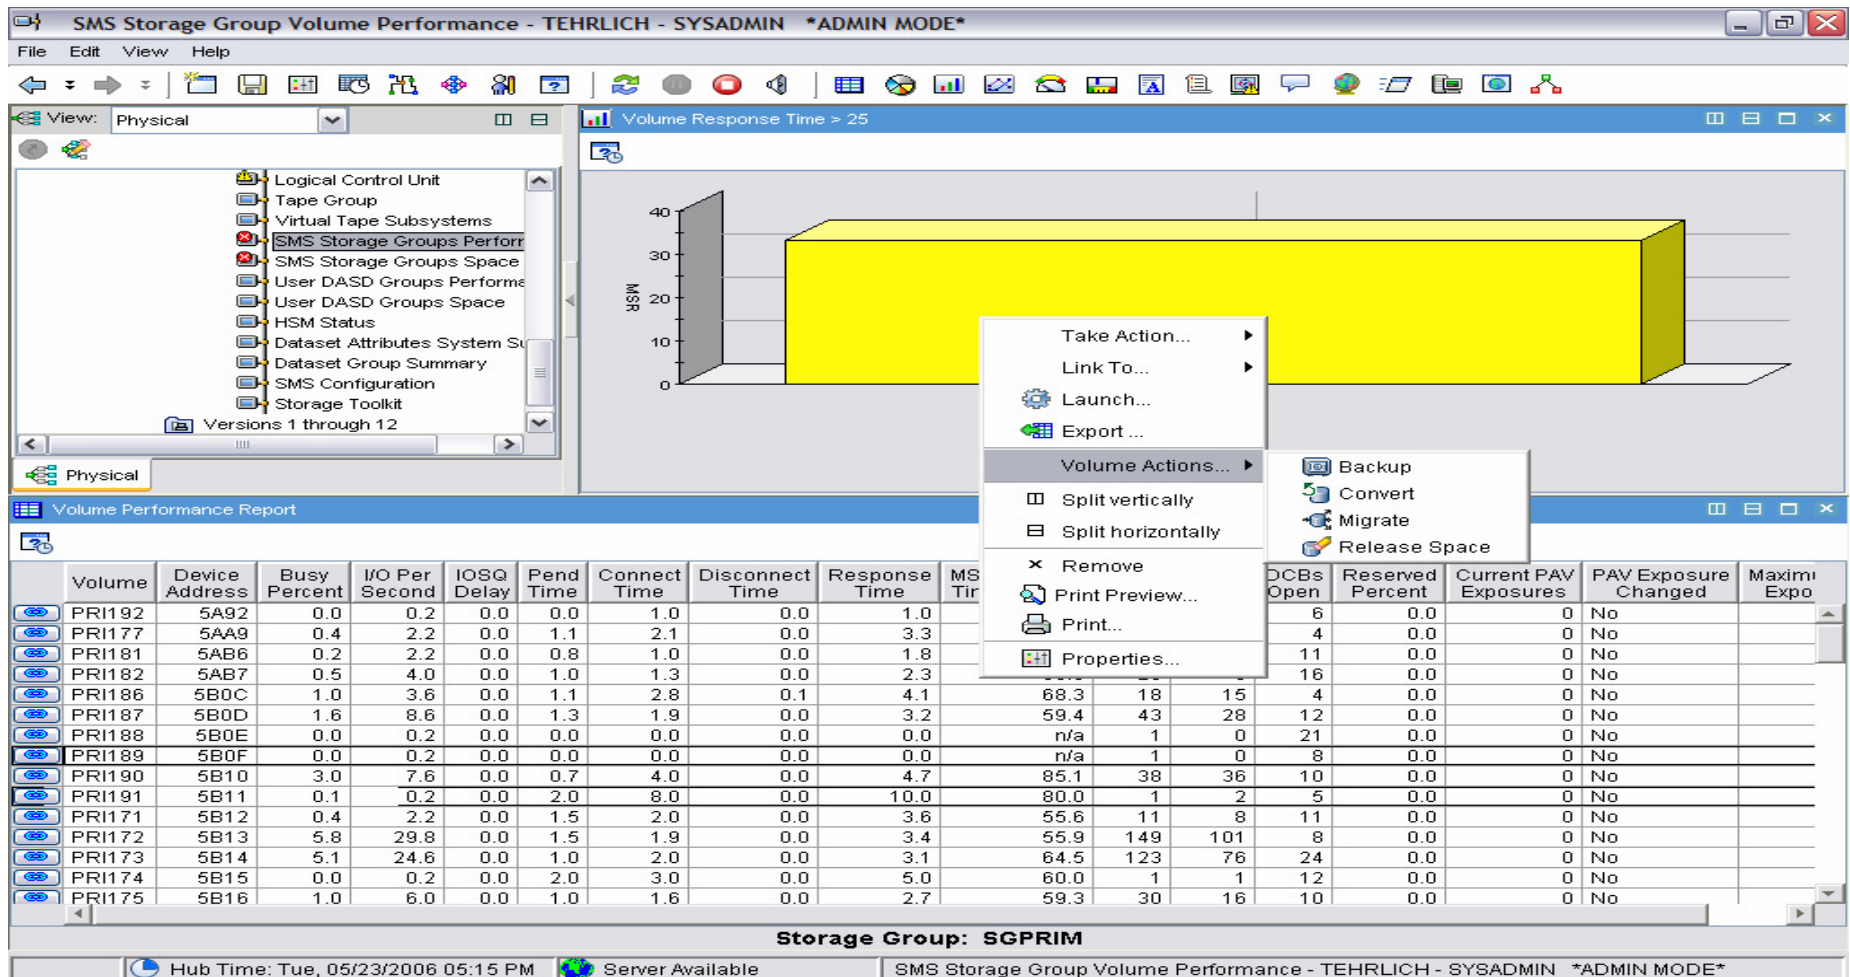 SMS Storage Group Volume Performance - TEHRLICH - SYSADMIN *ADMIN MODE*
File Edit View Help
View: Physical
Logical Control Unit
Tape Group
Virtual Tape Subsystems
SMS Storage Groups Perforr
SMS Storage Groups Space
User DASD Groups Performa
User DASD Groups Space
HSM Status
Dataset Attributes System Su
Dataset Group Summary
SMS Configuration
Storage Toolkit
Versions 1 through 12
Physical
Volume Response Time > 25
40
30
20
10
0
MSR
Take Action...
Link To...
Launch...
Export ...
Volume Actions...
Split vertically
Split horizontally
Remove
Print Preview...
Print...
Properties...
Backup
Convert
Migrate
Release Space
Volume Performance Report
Volume Device Address Busy Percent I/O Per Second IOSQ Delay Pend Time Connect Time Disconnect Time Response Time MS DCBs Open Reserved Percent Current PAV Exposures PAV Exposure Changed Maxim Expo
PRI192 5A92 0.0 0.2 0.0 0.0 1.0 0.0 1.0 6 0.0 0 No
PRI177 5AA9 0.4 2.2 0.0 1.1 2.1 0.0 3.3 4 0.0 0 No
PRI181 5AB6 0.2 2.2 0.0 0.8 1.0 0.0 1.8 11 0.0 0 No
PRI182 5AB7 0.5 4.0 0.0 1.0 1.3 0.0 2.3 16 0.0 0 No
PRI186 5B0C 1.0 3.6 0.0 1.1 2.8 0.1 4.1 68.3 18 15 4 0.0 0 No
PRI187 5B0D 1.6 8.6 0.0 1.3 1.9 0.0 3.2 59.4 43 28 12 0.0 0 No
PRI188 5B0E 0.0 0.2 0.0 0.0 0.0 0.0 0.0 n/a 1 0 21 0.0 0 No
PRI189 5B0F 0.0 0.2 0.0 0.0 0.0 0.0 0.0 n/a 1 0 8 0.0 0 No
PRI190 5B10 3.0 7.6 0.0 0.7 4.0 0.0 4.7 85.1 38 36 10 0.0 0 No
PRI191 5B11 0.1 0.2 0.0 2.0 8.0 0.0 10.0 80.0 1 2 5 0.0 0 No
PRI171 5B12 0.4 2.2 0.0 1.5 2.0 0.0 3.6 55.6 11 8 11 0.0 0 No
PRI172 5B13 5.8 29.8 0.0 1.5 1.9 0.0 3.4 55.9 149 101 8 0.0 0 No
PRI173 5B14 5.1 24.6 0.0 1.0 2.0 0.0 3.1 64.5 123 76 24 0.0 0 No
PRI174 5B15 0.0 0.2 0.0 2.0 3.0 0.0 5.0 60.0 1 1 12 0.0 0 No
PRI175 5B16 1.0 6.0 0.0 1.0 1.6 0.0 2.7 59.3 30 16 10 0.0 0 No
Storage Group: SGPRIM
Hub Time: Tue, 05/23/2006 05:15 PM Server Available SMS Storage Group Volume Performance - TEHRLICH - SYSADMIN *ADMIN MODE*